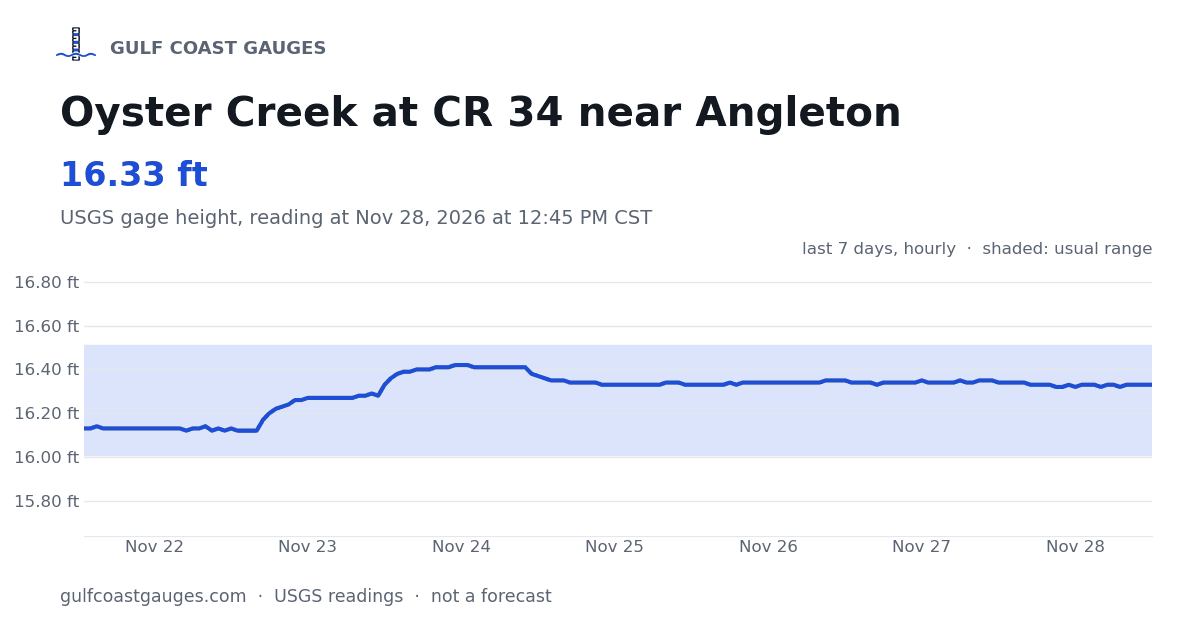 GULF COAST GAUGES
Oyster Creek at CR 34 near Angleton
16.33 ft
USGS gage height, reading at Nov 28, 2026 at 12:45 PM CST
last 7 days, hourly · shaded: usual range
16.80 ft
16.60 ft
16.40 ft
16.20 ft
16.00 ft
15.80 ft
Nov 22 Nov 23 Nov 24 Nov 25 Nov 26 Nov 27 Nov 28
gulfcoastgauges.com · USGS readings · not a forecast